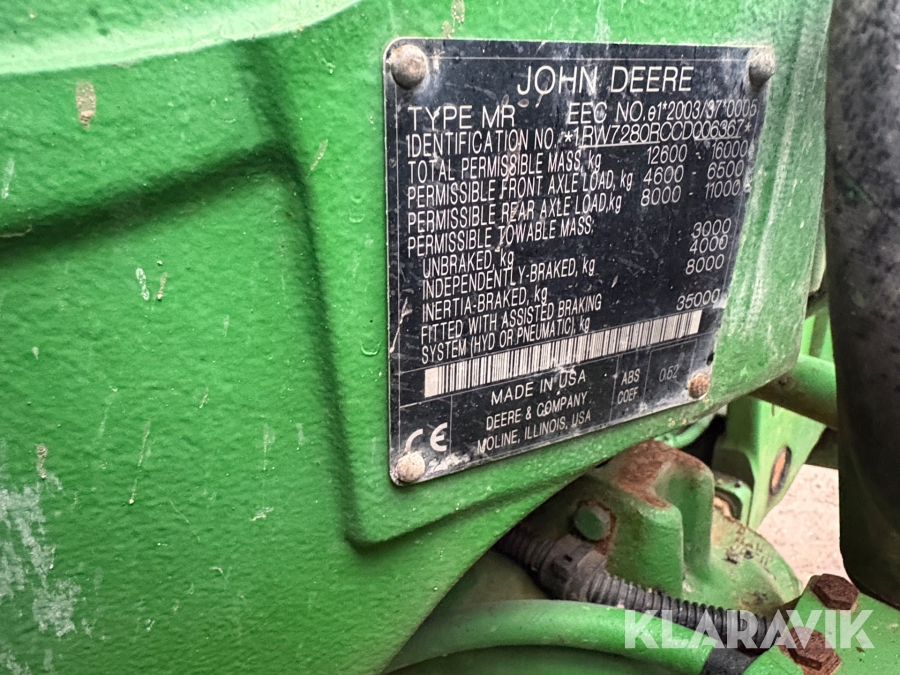 JOHN DEERE
TYPE MR EEC NO. e1*2003/37*0005
IDENTIFICATION NO. *1RW7280RCCD006367*
TOTAL PERMISSIBLE MASS, kg 12600 - 16000
PERMISSIBLE FRONT AXLE LOAD, kg 4600 - 6500
PERMISSIBLE REAR AXLE LOAD,kg 8000 - 11000
PERMISSIBLE TOWABLE MASS:
UNBRAKED, kg 3000
INDEPENDENTLY-BRAKED, kg 4000
INERTIA-BRAKED, kg 8000
FITTED WITH ASSISTED BRAKING
SYSTEM (HYD OR PNEUMATIC), kg 35000
MADE IN USA
DEERE & COMPANY
MOLINE, ILLINOIS, USA
ABS
COEF
0.52
CE
KLARAVIK